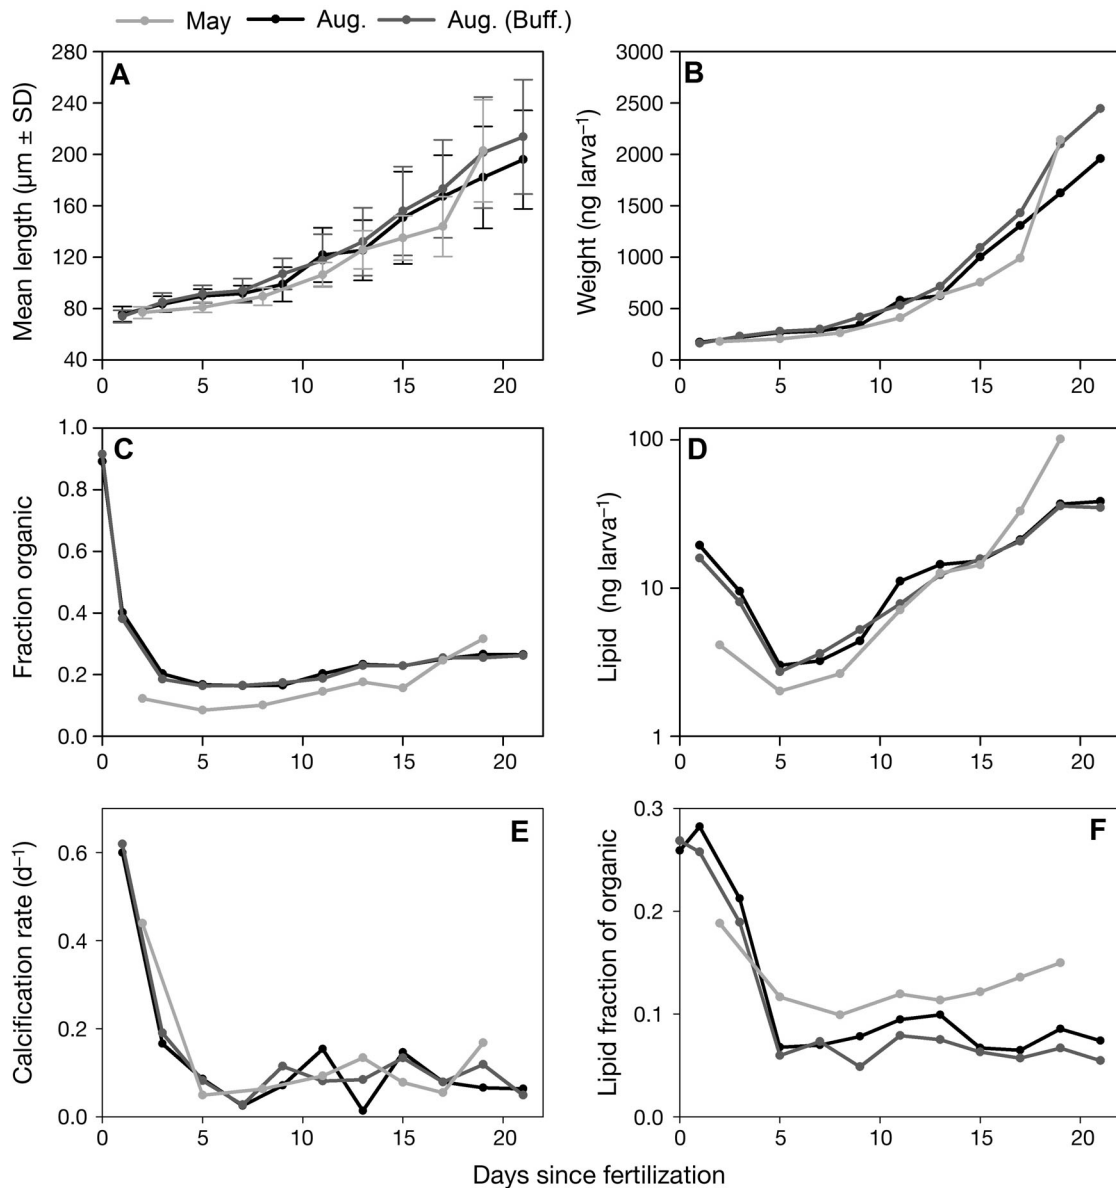 May Aug. Aug. (Buff.)
A
Mean length (µm ± SD)
280
240
200
160
120
80
40
0 5 10 15 20
B
Weight (ng larva⁻¹)
3000
2500
2000
1500
1000
500
0
0 5 10 15 20
C
Fraction organic
1.0
0.8
0.6
0.4
0.2
0.0
0 5 10 15 20
D
Lipid (ng larva⁻¹)
100
10
1
0 5 10 15 20
E
Calcification rate (d⁻¹)
0.6
0.4
0.2
0.0
0 5 10 15 20
F
Lipid fraction of organic
0.3
0.2
0.1
0.0
0 5 10 15 20
Days since fertilization